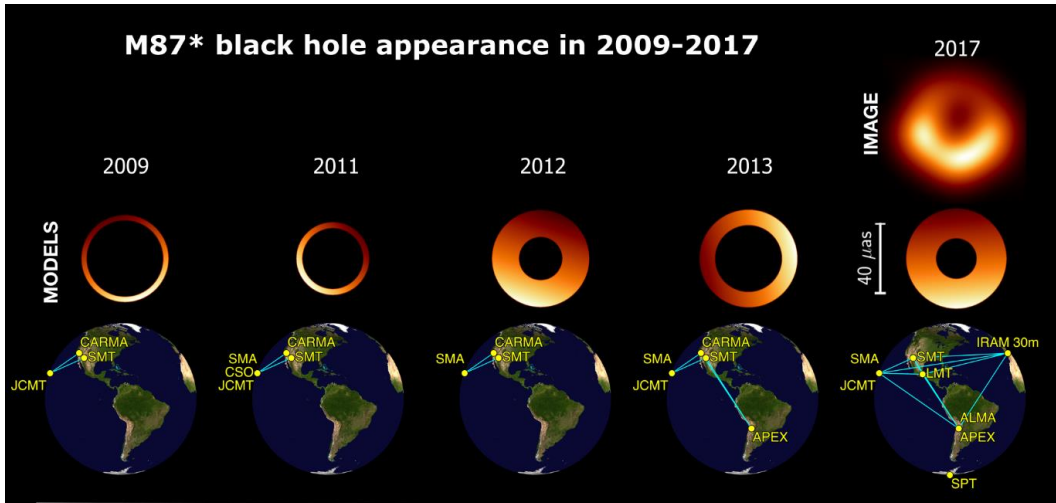 M87* black hole appearance in 2009-2017
2017
IMAGE
2009
2011
2012
2013
MODELS
40 μas
CARMA
SMT
JCMT
SMA
CARMA
CSO
SMT
JCMT
CARMA
SMA
SMT
CARMA
SMA
SMT
JCMT
APEX
IRAM 30m
SMA
SMT
JCMT
LMT
ALMA
APEX
SPT